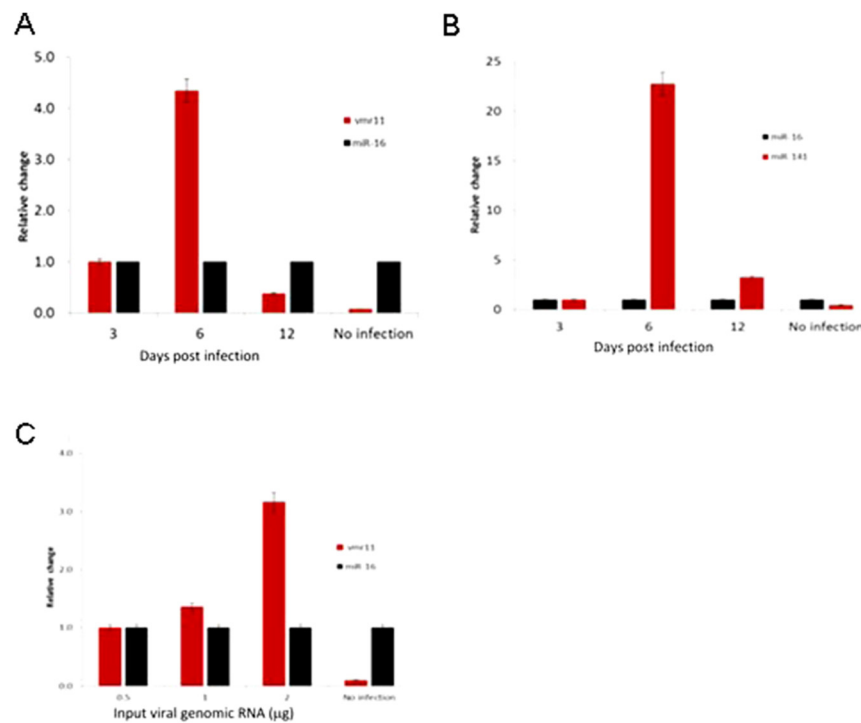 A
5.0
4.0
3.0
2.0
1.0
0.0
Relative change
vmr11
miR-16
3
6
12
No infection
Days post infection
B
25
20
15
10
5
0
Relative change
miR 16
miR 141
3
6
12
No infection
Days post infection
C
4.0
3.0
2.0
1.0
0.0
Relative change
vmr11
miR 16
0.5
1
2
No infection
Input viral genomic RNA (μg)